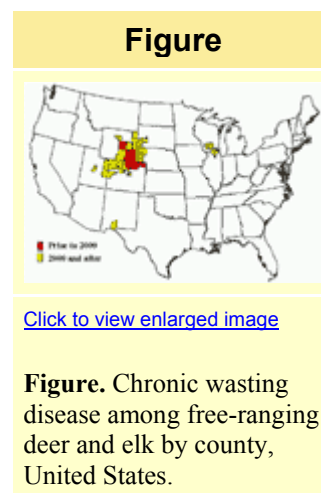 Figure
Prior to 2000
2000 and after
Click to view enlarged image
Figure. Chronic wasting
disease among free-ranging
deer and elk by county,
United States.